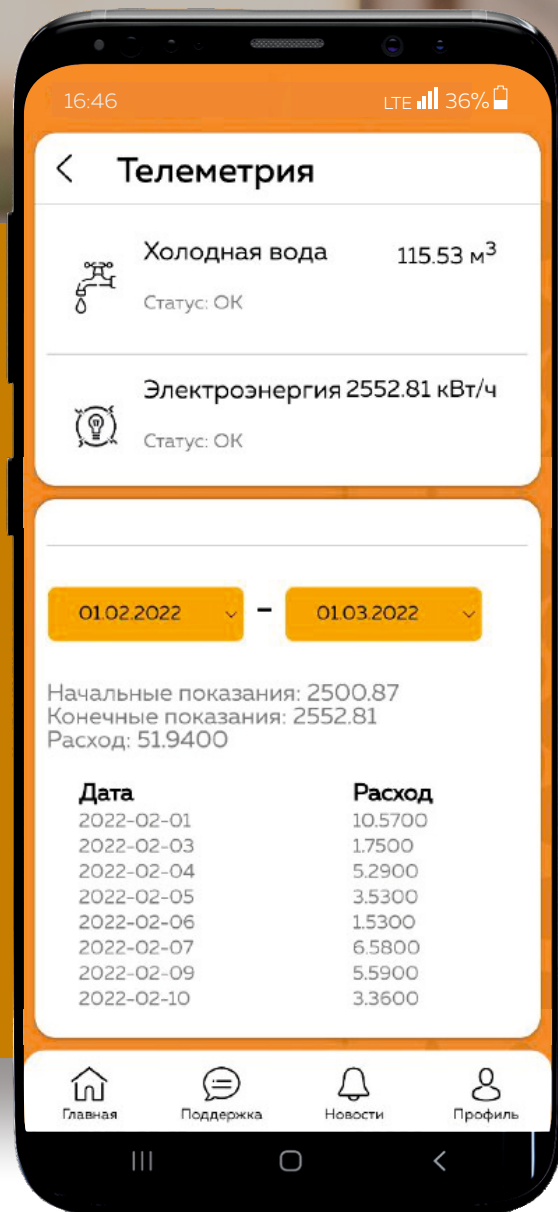 16:46 LTE 36%
Телеметрия
Холодная вода 115.53 м³
Статус: OK
Электроэнергия 2552.81 кВт/ч
Статус: OK
01.02.2022 - 01.03.2022
Начальные показания: 2500.87
Конечные показания: 2552.81
Расход: 51.9400
Дата Расход
2022-02-01 10.5700
2022-02-03 1.7500
2022-02-04 5.2900
2022-02-05 3.5300
2022-02-06 1.5300
2022-02-07 6.5800
2022-02-09 5.5900
2022-02-10 3.3600
Главная Поддержка Новости Профиль